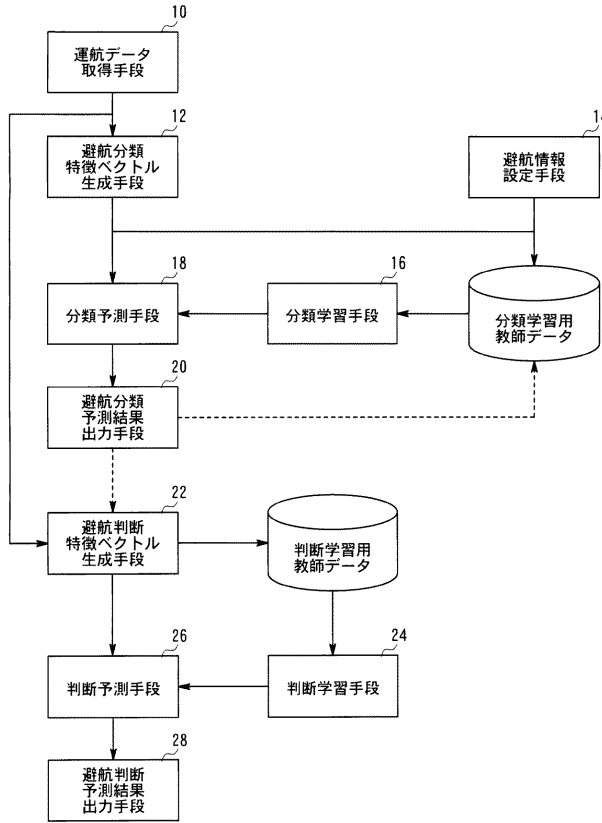 10
運航データ
取得手段
12
避航分類
特徴ベクトル
生成手段
避航情報
設定手段
18
分類予測手段
16
分類学習手段
分類学習用
教師データ
20
避航分類
予測結果
出力手段
22
避航判断
特徴ベクトル
生成手段
判断学習用
教師データ
26
判断予測手段
24
判断学習手段
28
避航判断
予測結果
出力手段